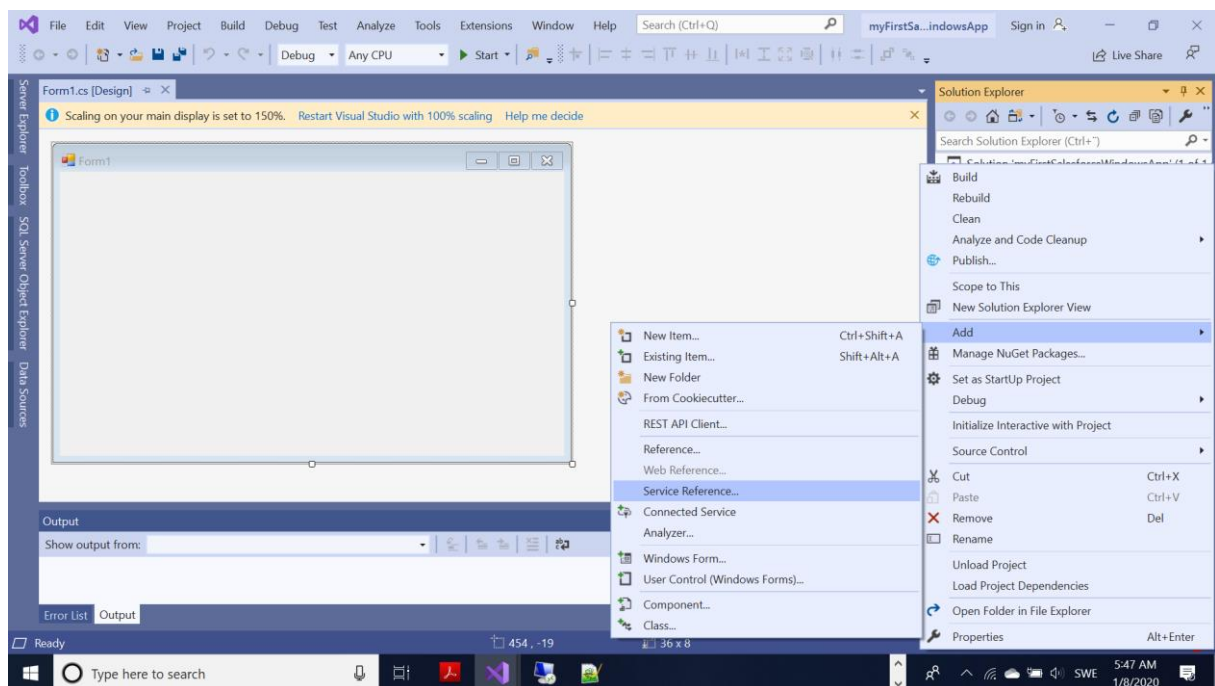 File Edit View Project Build Debug Test Analyze Tools Extensions Window Help Search (Ctrl+Q) myFirstSa...indowsApp Sign in
Debug Any CPU Start Live Share
Server Explorer
Toolbox
SQL Server Object Explorer
Data Sources
Form1.cs [Design]
Scaling on your main display is set to 150%. Restart Visual Studio with 100% scaling Help me decide
Form1
Output
Show output from:
Error List Output
Ready 454 , -19 36 x 8
Solution Explorer
Search Solution Explorer (Ctrl+¨)
Solution 'myFirstSalesforceWindowsApp' (1 of 1
Build
Rebuild
Clean
Analyze and Code Cleanup
Publish...
Scope to This
New Solution Explorer View
Add
Manage NuGet Packages...
Set as StartUp Project
Debug
Initialize Interactive with Project
Source Control
Cut Ctrl+X
Paste Ctrl+V
Remove Del
Rename
Unload Project
Load Project Dependencies
Open Folder in File Explorer
Properties Alt+Enter
New Item... Ctrl+Shift+A
Existing Item... Shift+Alt+A
New Folder
From Cookiecutter...
REST API Client...
Reference...
Web Reference...
Service Reference...
Connected Service
Analyzer...
Windows Form...
User Control (Windows Forms)...
Component...
Class...
Type here to search SWE 5:47 AM
1/8/2020